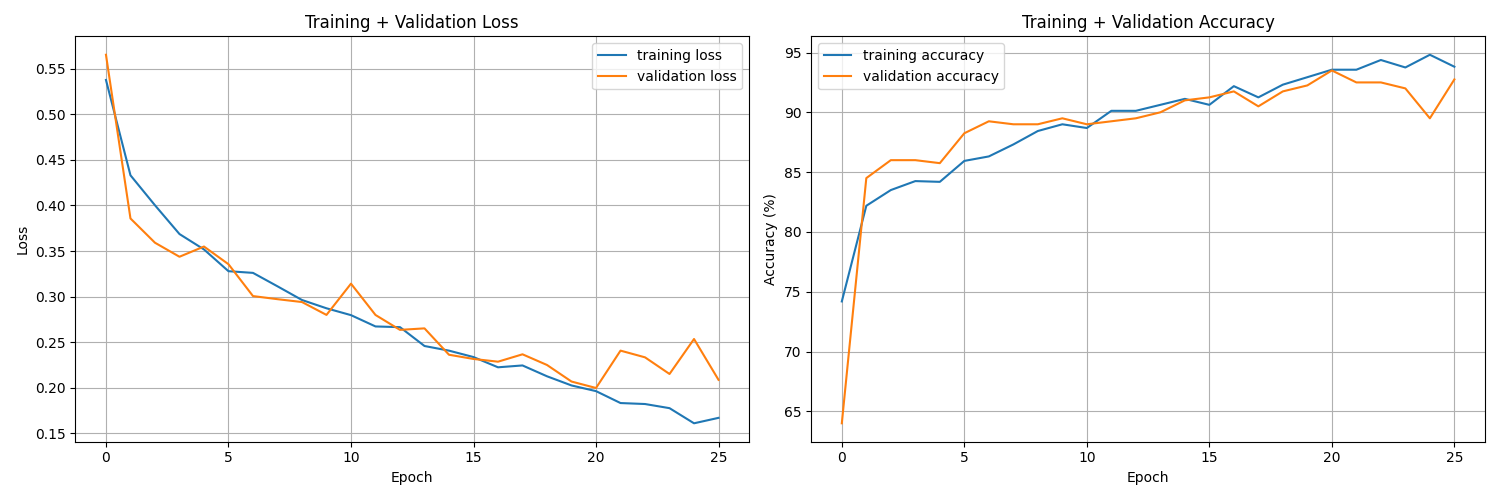 Training + Validation Loss
training loss
validation loss
0.55
0.50
0.45
0.40
0.35
0.30
0.25
0.20
0.15
Loss
0 5 10 15 20 25
Epoch
Training + Validation Accuracy
training accuracy
validation accuracy
95
90
85
80
75
70
65
Accuracy (%)
0 5 10 15 20 25
Epoch